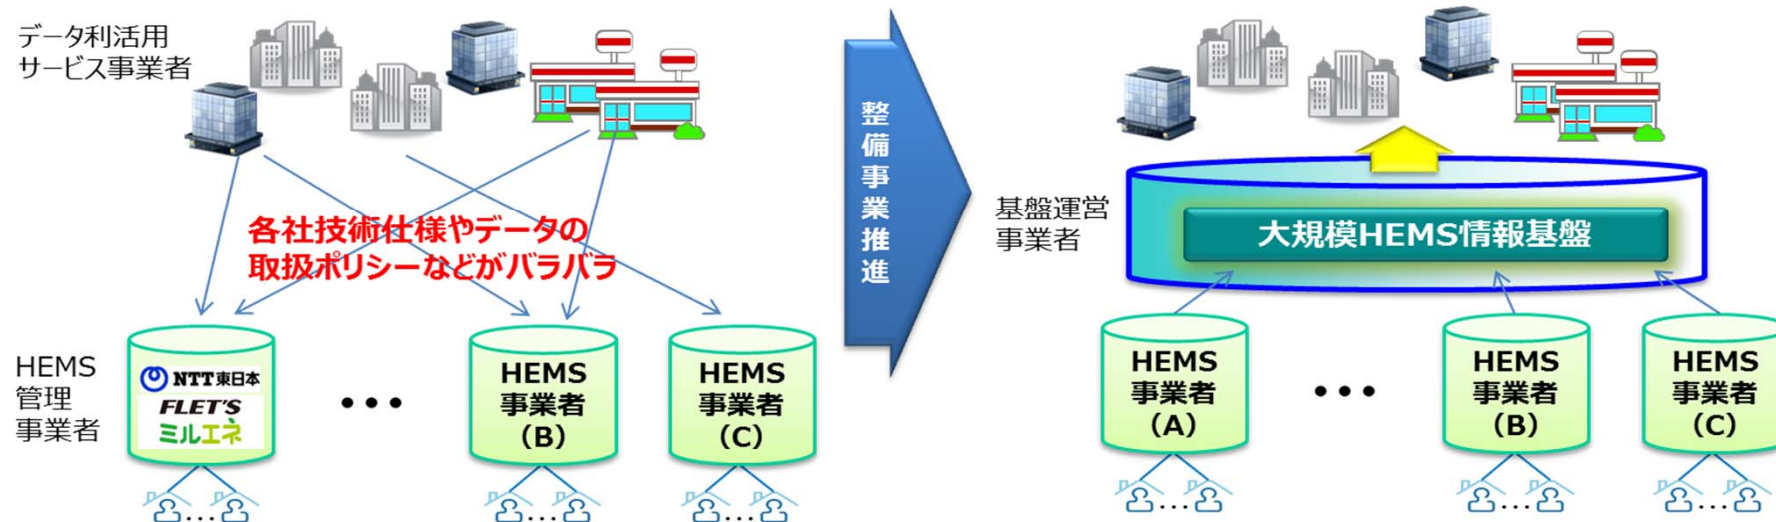 データ利活用
サービス事業者
各社技術仕様やデータの
取扱ポリシーなどがバラバラ
HEMS
管理
事業者
NTT東日本
FLET'S
ミルエネ
・・・
HEMS
事業者
（B）
HEMS
事業者
（C）
…
…
…
整備事業推進
基盤運営
事業者
大規模HEMS情報基盤
HEMS
事業者
（A）
・・・
HEMS
事業者
（B）
HEMS
事業者
（C）
…
…
…